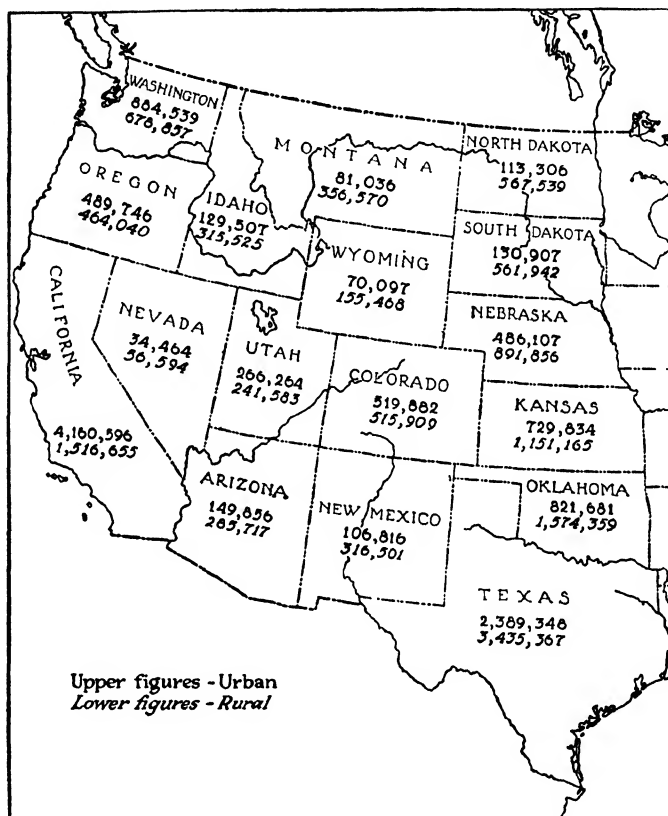 WASHINGTON
884,539
678,857
OREGON
489,746
464,040
IDAHO
129,507
315,525
MONTANA
81,036
356,570
NORTH DAKOTA
113,306
567,539
SOUTH DAKOTA
130,907
561,942
WYOMING
70,097
155,468
NEBRASKA
486,107
891,856
CALIFORNIA
4,160,596
1,516,655
NEVADA
34,464
56,594
UTAH
266,264
241,583
COLORADO
519,882
515,909
KANSAS
729,834
1,151,165
ARIZONA
149,856
285,717
NEW MEXICO
106,816
316,501
OKLAHOMA
821,681
1,574,359
TEXAS
2,389,348
3,435,367
Upper figures - Urban
Lower figures - Rural